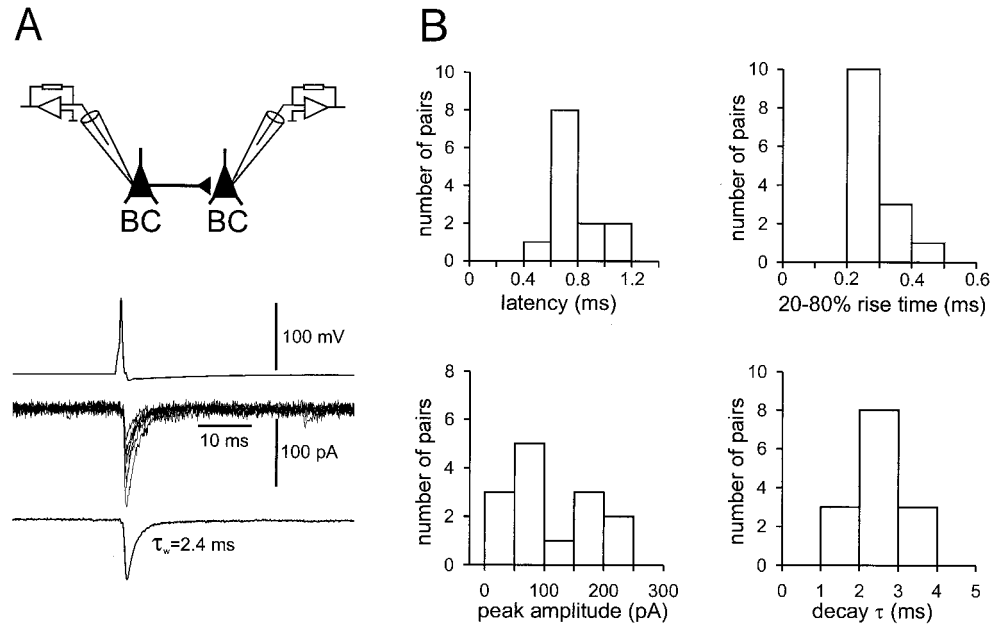 A
BC BC
100 mV
10 ms
100 pA
τw=2.4 ms
B
number of pairs
10
8
6
4
2
0
0 0.4 0.8 1.2
latency (ms)
number of pairs
10
8
6
4
2
0
0 0.2 0.4 0.6
20-80% rise time (ms)
number of pairs
8
6
4
2
0
0 100 200 300
peak amplitude (pA)
number of pairs
10
8
6
4
2
0
0 1 2 3 4 5
decay τ (ms)